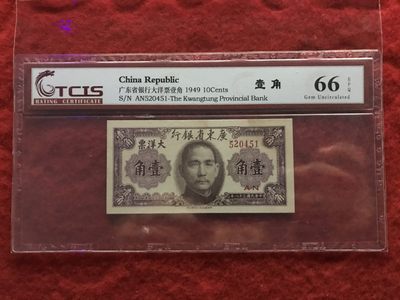 TCIS
RATING CERTIFICATE
China Republic
广东省银行大洋票壹角 1949 10Cents
S/N AN520451-The Kwangtung Provincial Bank
壹 角
66 EPQ
Gem Uncirculated
行銀省東廣
票洋大
520451
角壹
角壹
AN